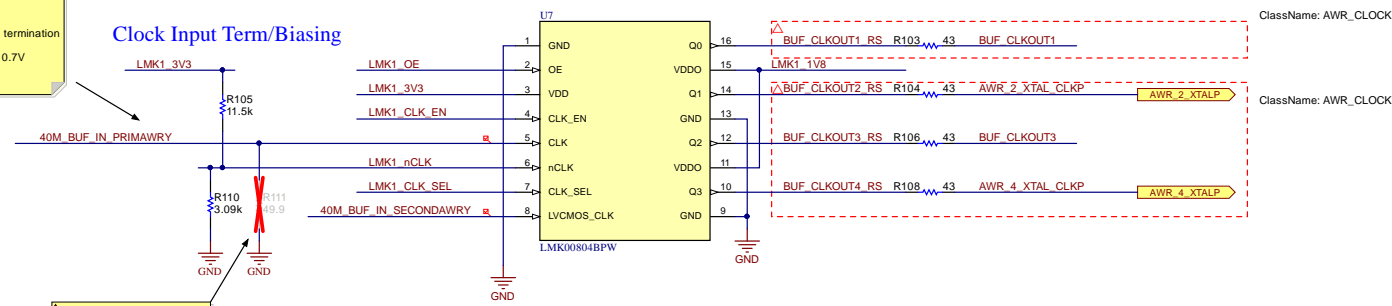 termination
0.7V
Clock Input Term/Biasing
LMK1_3V3
R105
11.5k
40M_BUF_IN_PRIMAWRY
R110
3.09k
R111
49.9
GND
GND
LMK1_OE
LMK1_3V3
LMK1_CLK_EN
LMK1_nCLK
LMK1_CLK_SEL
40M_BUF_IN_SECONDAWRY
GND
U7
1 GND
2 OE
3 VDD
4 CLK_EN
5 CLK
6 nCLK
7 CLK_SEL
8 LVCMOS_CLK
Q0 16
VDDO 15
Q1 14
GND 13
Q2 12
VDDO 11
Q3 10
GND 9
LMK00804BPW
GND
BUF_CLKOUT1_RS R103 43 BUF_CLKOUT1
LMK1_1V8
BUF_CLKOUT2_RS R104 43 AWR_2_XTAL_CLKP AWR_2_XTALP
BUF_CLKOUT3_RS R106 43 BUF_CLKOUT3
BUF_CLKOUT4_RS R108 43 AWR_4_XTAL_CLKP AWR_4_XTALP
ClassName: AWR_CLOCK
ClassName: AWR_CLOCK